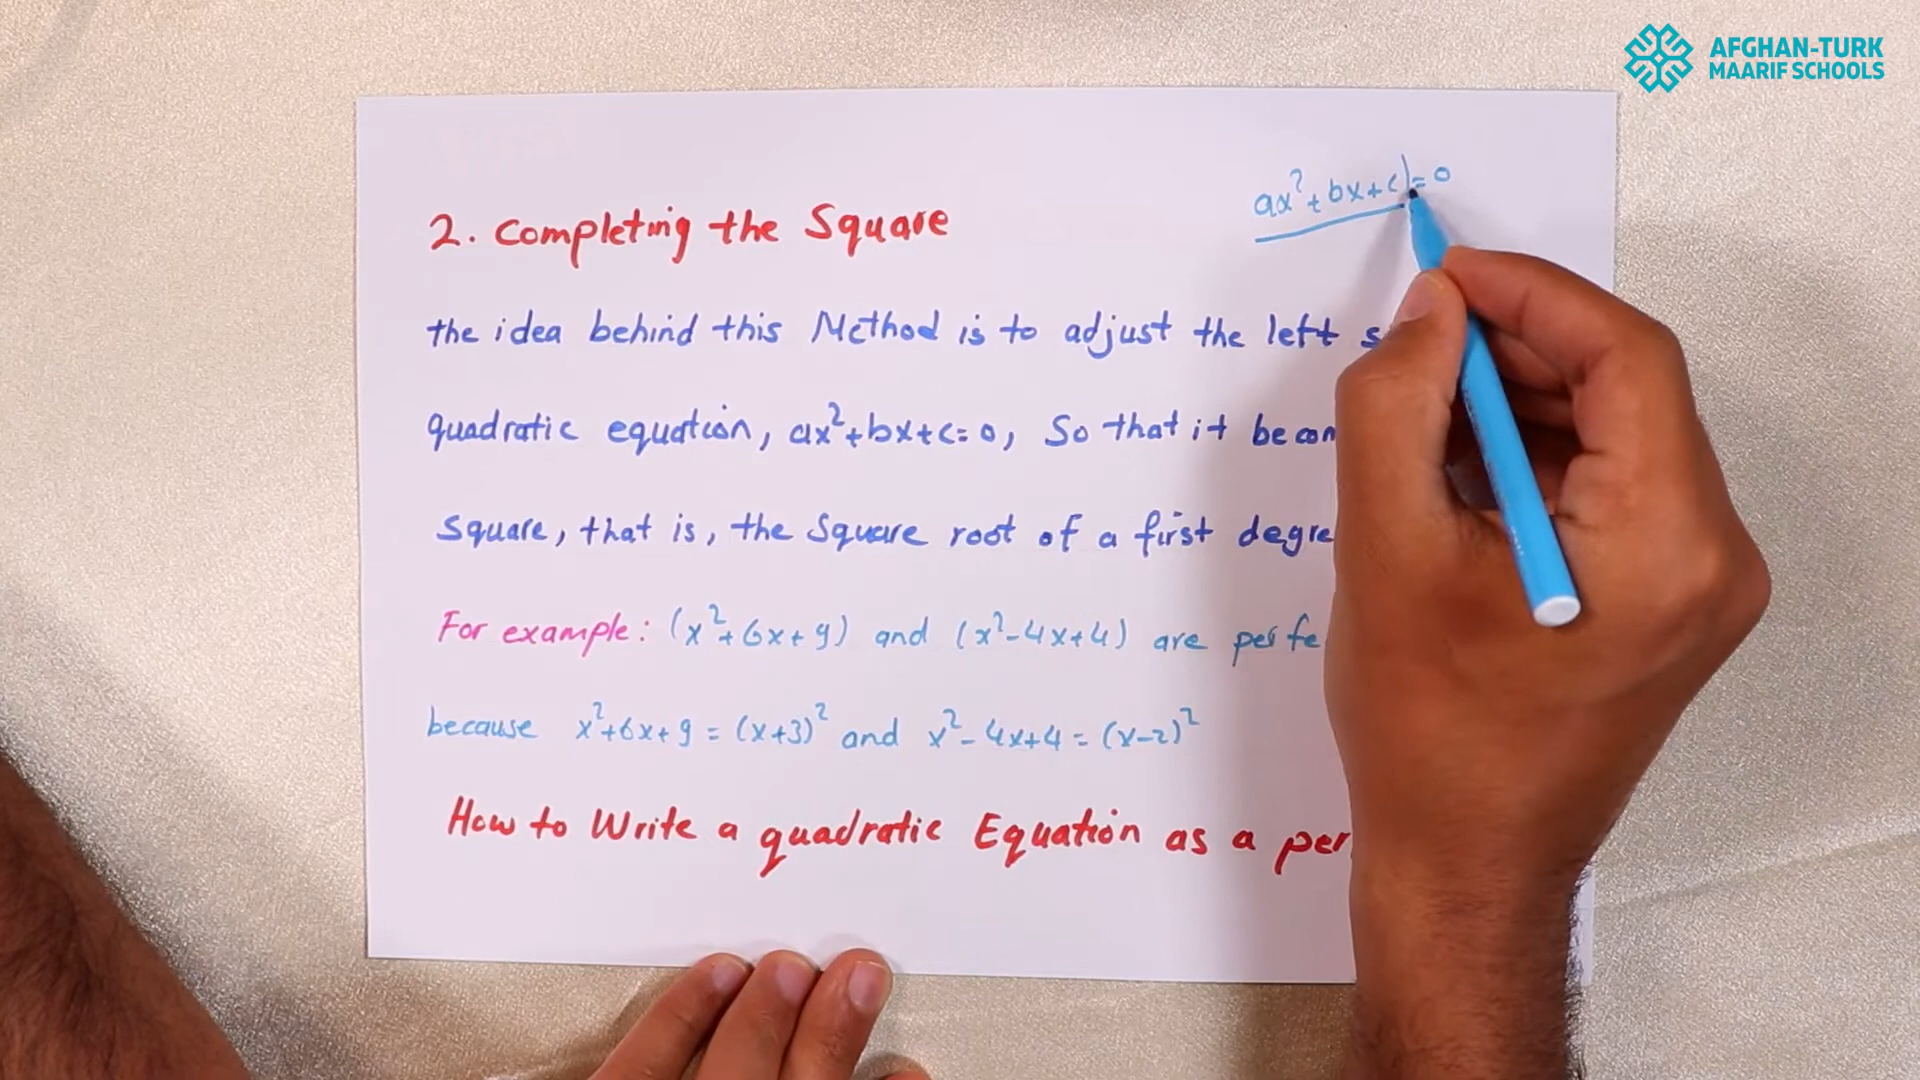 AFGHAN-TURK
MAARIF SCHOOLS
ax²+bx+c=0
2. Completing the Square
the idea behind this Method is to adjust the left
quadratic equation, ax²+bx+c=0, So that it
Square, that is, the Square root of a first
For example: (x²+6x+9) and (x²-4x+4) are
because x²+6x+9=(x+3)² and x²-4x+4=(x-2)²
How to Write a quadratic Equation as a